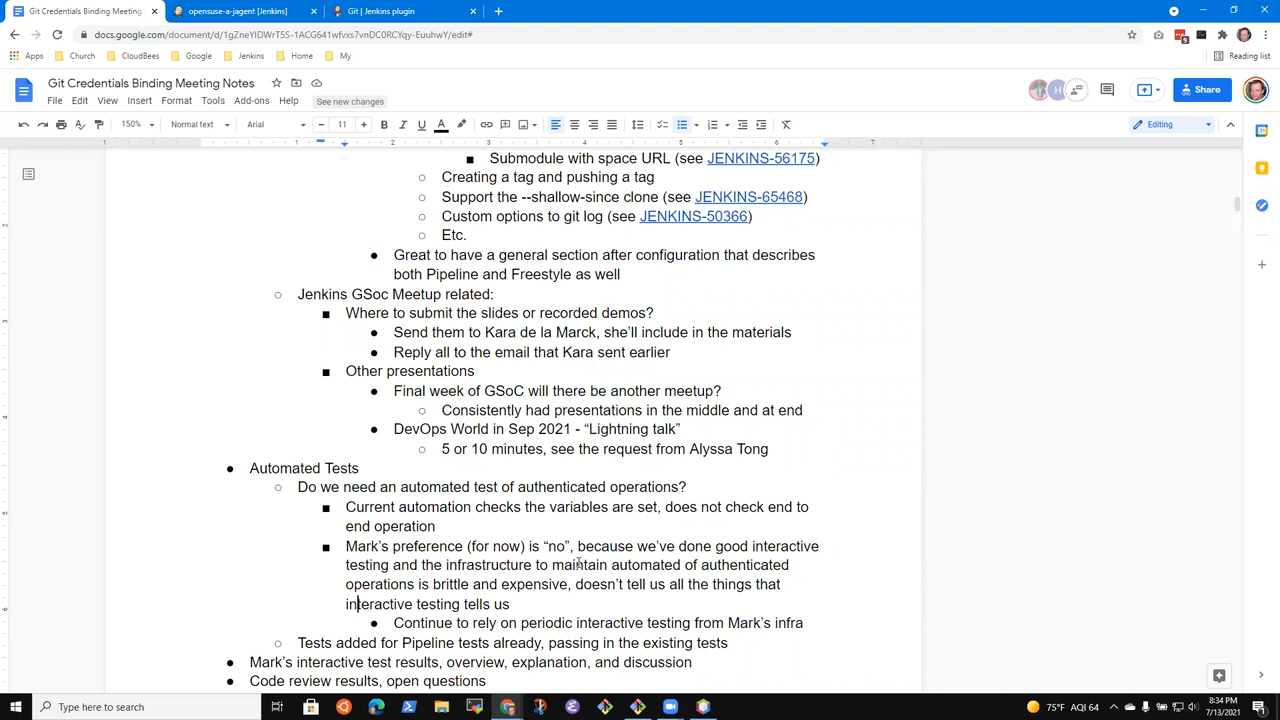 Git Credentials Binding Meeting
opensuse-a-jagent [Jenkins]
Git | Jenkins plugin
docs.google.com/document/d/1gZneYIDWrT5S-1ACG641wfvxs7vnDC0RCYqy-EuuhwY/edit#
Apps
Church
CloudBees
Google
Jenkins
Home
My
Reading list
Git Credentials Binding Meeting Notes
File Edit View Insert Format Tools Add-ons Help
See new changes
Share
150%
Normal text
Arial
11
Editing
■ Submodule with space URL (see JENKINS-56175)
○ Creating a tag and pushing a tag
○ Support the --shallow-since clone (see JENKINS-65468)
○ Custom options to git log (see JENKINS-50366)
○ Etc.
● Great to have a general section after configuration that describes
both Pipeline and Freestyle as well
○ Jenkins GSoc Meetup related:
■ Where to submit the slides or recorded demos?
● Send them to Kara de la Marck, she'll include in the materials
● Reply all to the email that Kara sent earlier
■ Other presentations
● Final week of GSoC will there be another meetup?
○ Consistently had presentations in the middle and at end
● DevOps World in Sep 2021 - “Lightning talk”
○ 5 or 10 minutes, see the request from Alyssa Tong
● Automated Tests
○ Do we need an automated test of authenticated operations?
■ Current automation checks the variables are set, does not check end to
end operation
■ Mark's preference (for now) is “no”, because we've done good interactive
testing and the infrastructure to maintain automated of authenticated
operations is brittle and expensive, doesn't tell us all the things that
interactive testing tells us
● Continue to rely on periodic interactive testing from Mark's infra
○ Tests added for Pipeline tests already, passing in the existing tests
● Mark's interactive test results, overview, explanation, and discussion
● Code review results, open questions
Type here to search
75°F AQI 64
8:34 PM
7/13/2021